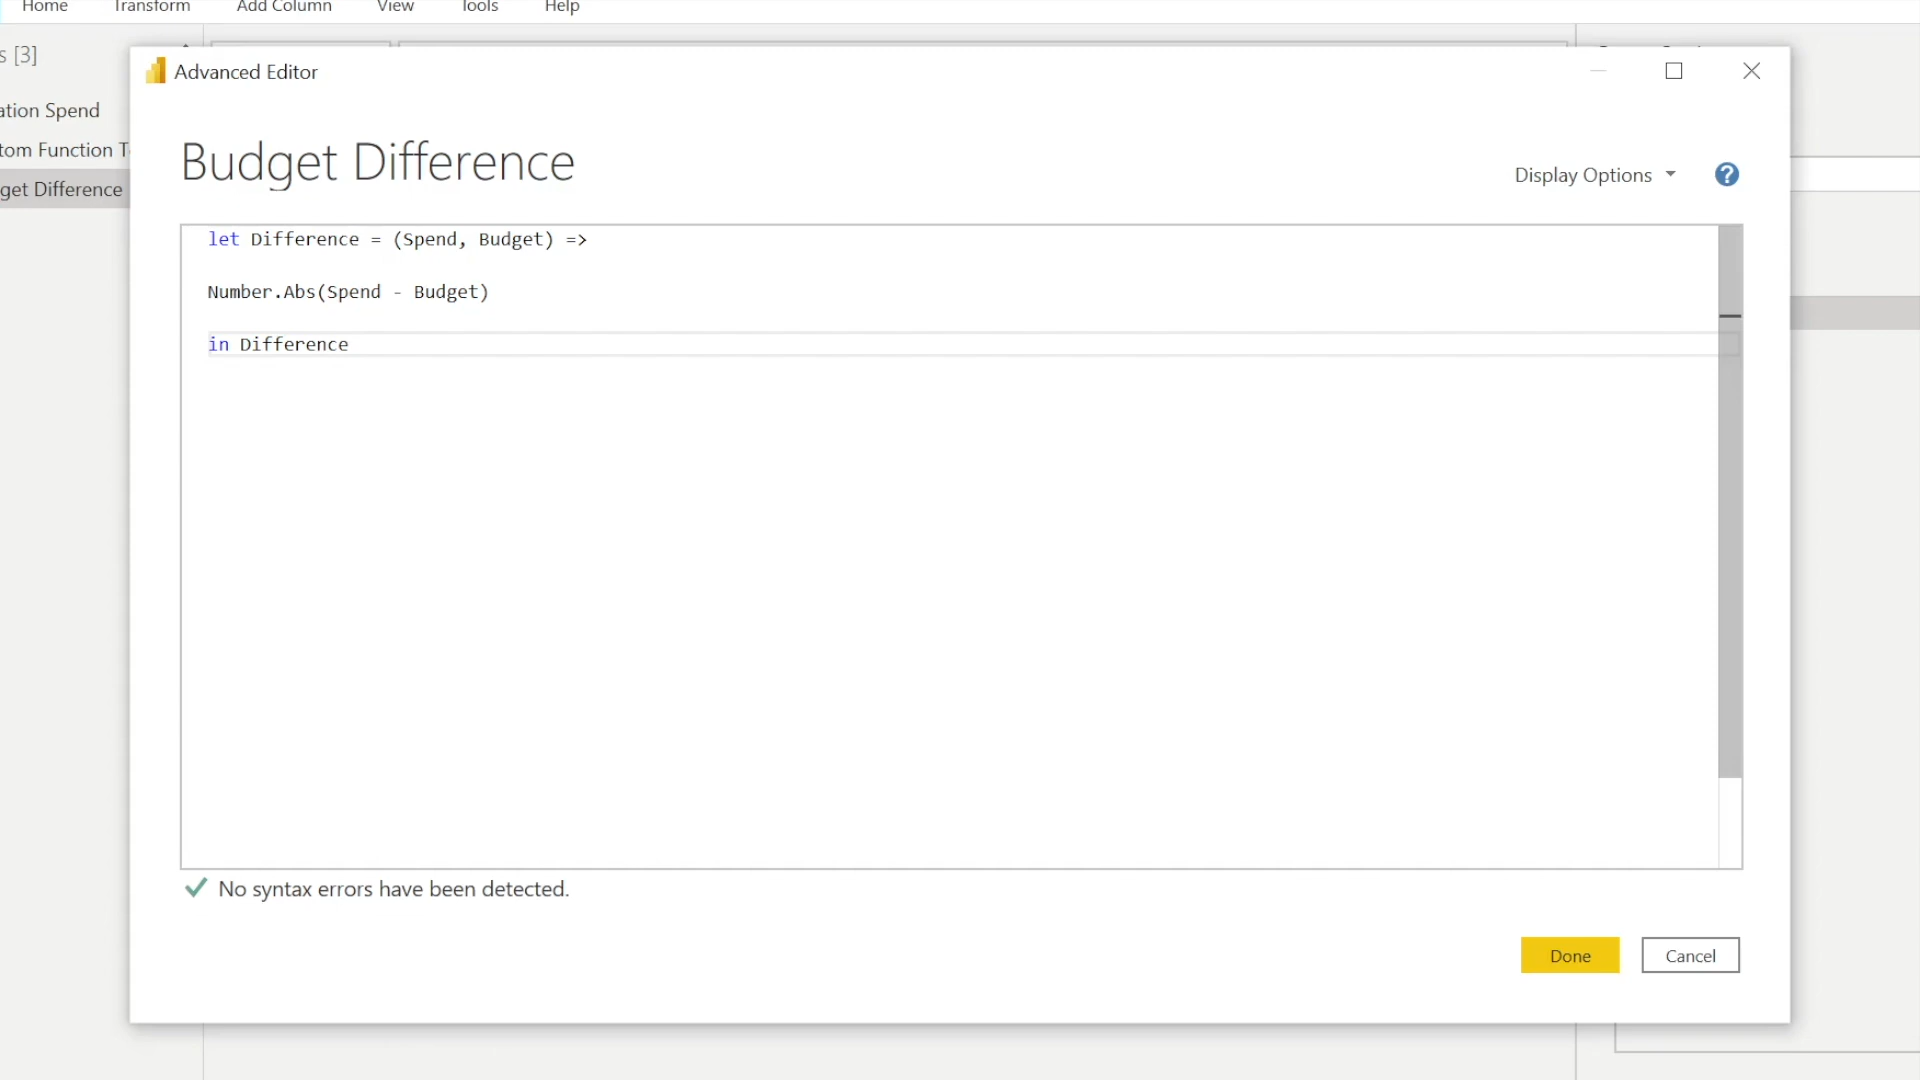 Home Transform Add Column View Tools Help
s [3]
ation Spend
tom Function T
get Difference
Advanced Editor
Budget Difference
Display Options
?
let Difference = (Spend, Budget) =>
Number.Abs(Spend - Budget)
in Difference
No syntax errors have been detected.
Done Cancel